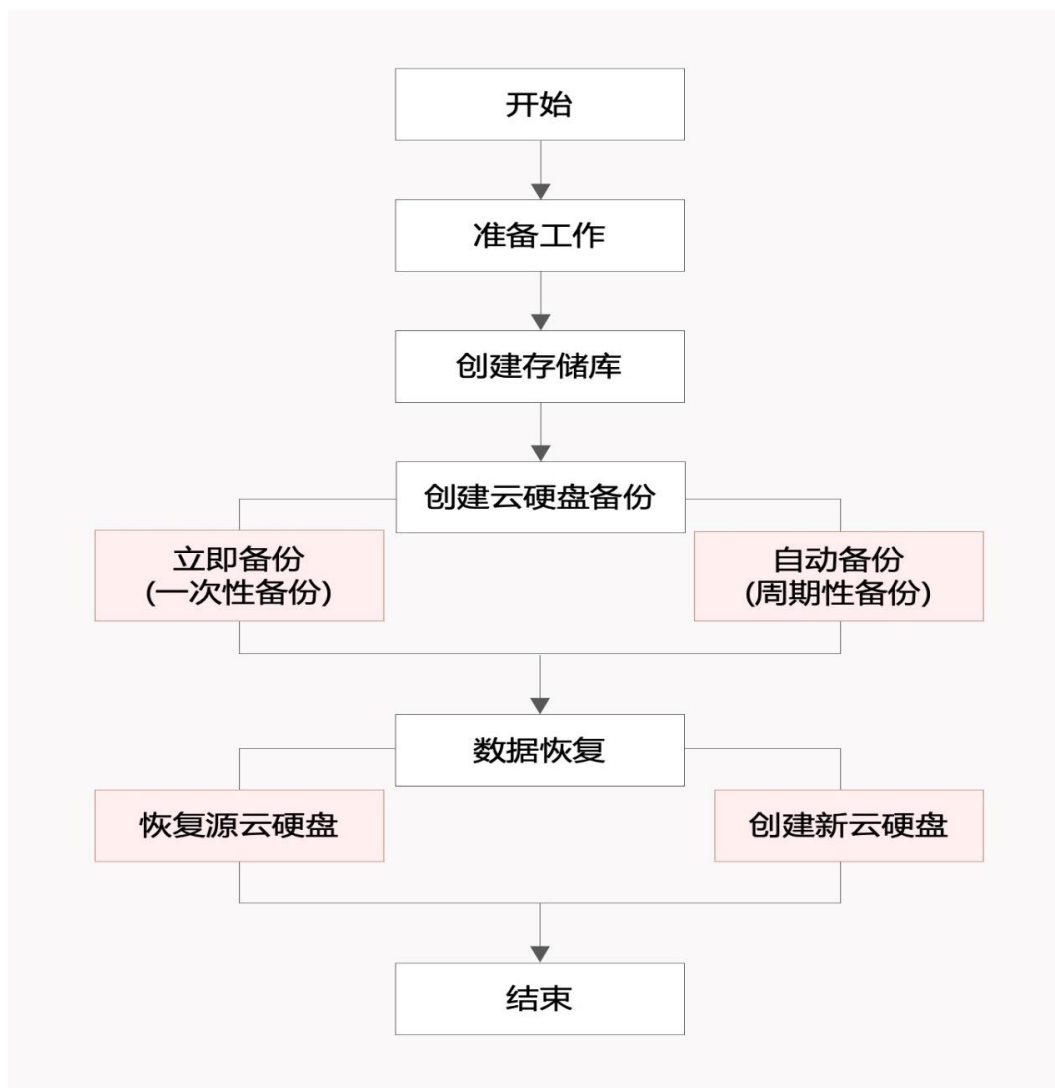 开始
准备工作
创建存储库
创建云硬盘备份
立即备份
(一次性备份)
自动备份
(周期性备份)
数据恢复
恢复源云硬盘
创建新云硬盘
结束